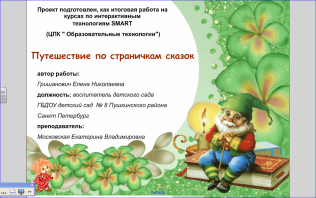 Проект подготовлен, как итоговая работа на
курсах по интерактивным
технологиям SMART
(ЦПК " Образовательные технологии")
Путешествие по страничкам сказок
автор работы:
Гришанович Елена Николаевна
должность: воспитатель детского сада
ГБДОУ детский сад № 8 Пушкинского района
Санкт Петербург
преподаватель:
Московская Екатерина Владимировна